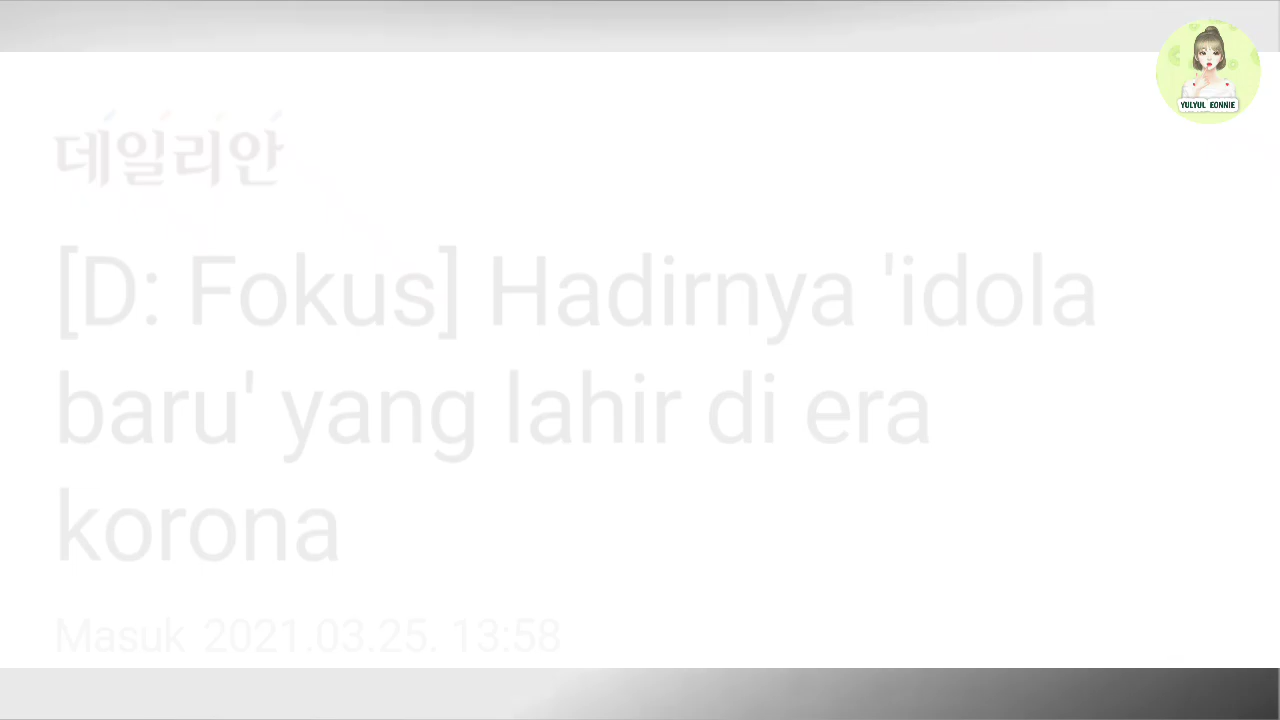 YULYUL EONNIE
데일리안
[D: Fokus] Hadirnya 'idola
baru' yang lahir di era
korona
Masuk 2021.03.25. 13:58